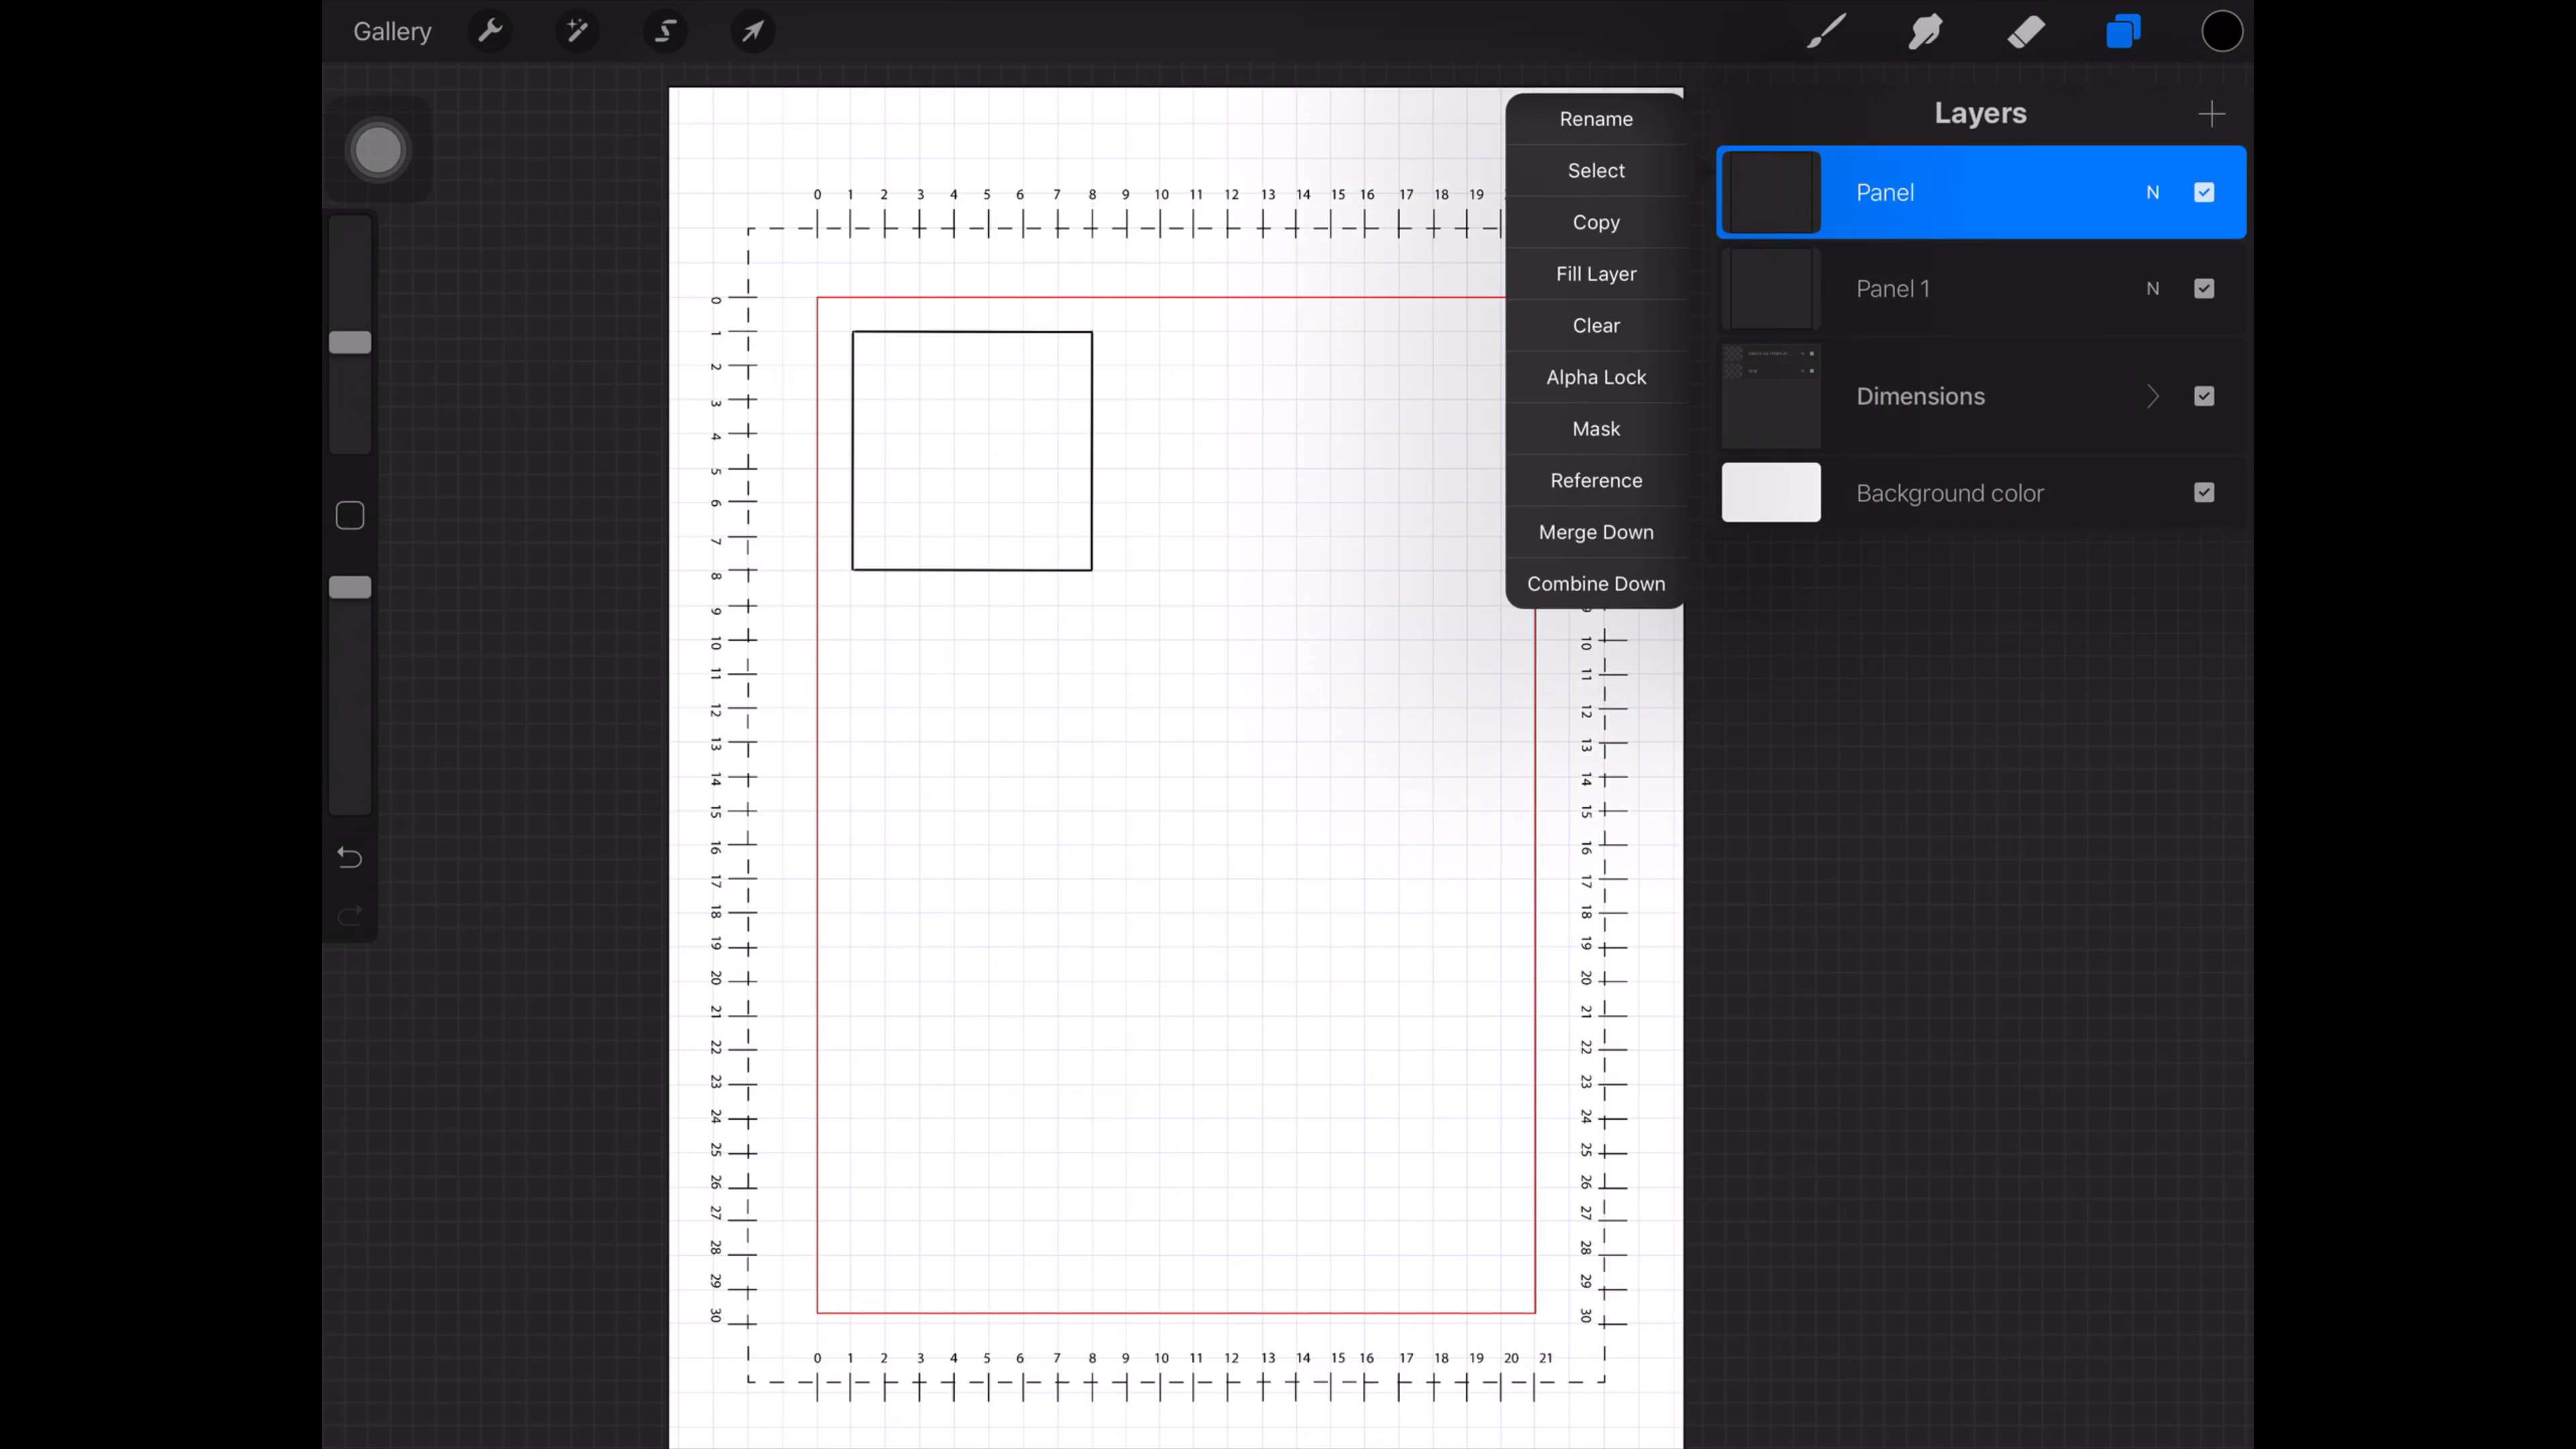 Gallery
Layers
Rename
Select
Copy
Fill Layer
Clear
Alpha Lock
Mask
Reference
Merge Down
Combine Down
Panel N
Panel 1 N
Dimensions
Background color
0 1 2 3 4 5 6 7 8 9 10 11 12 13 14 15 16 17 18 19
0
1
2
3
4
5
6
7
8
9
10
11
12
13
14
15
16
17
18
19
20
21
22
23
24
25
26
27
28
29
30
10
11
12
13
14
15
16
17
18
19
20
21
22
23
24
25
26
27
28
29
30
0 1 2 3 4 5 6 7 8 9 10 11 12 13 14 15 16 17 18 19 20 21